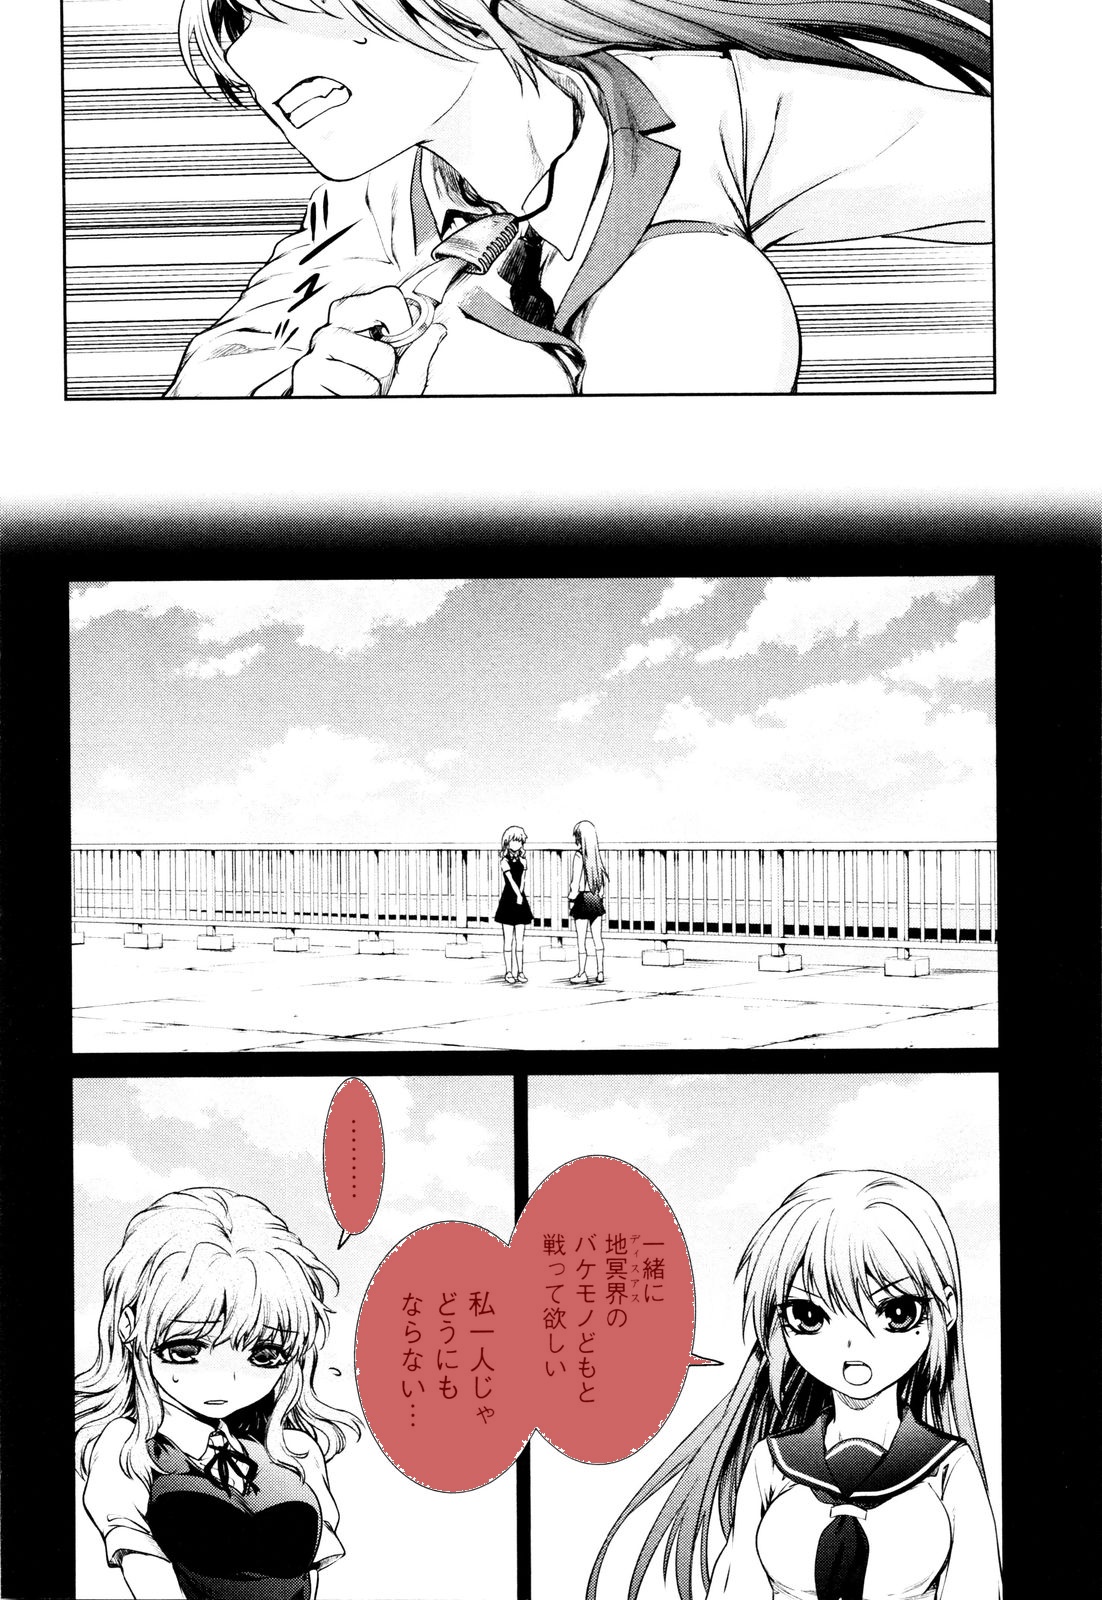 一緒に
地冥界の
ディスアス
バケモノどもと
戦って欲しい
私一人じゃ
どうにも
ならない…
………